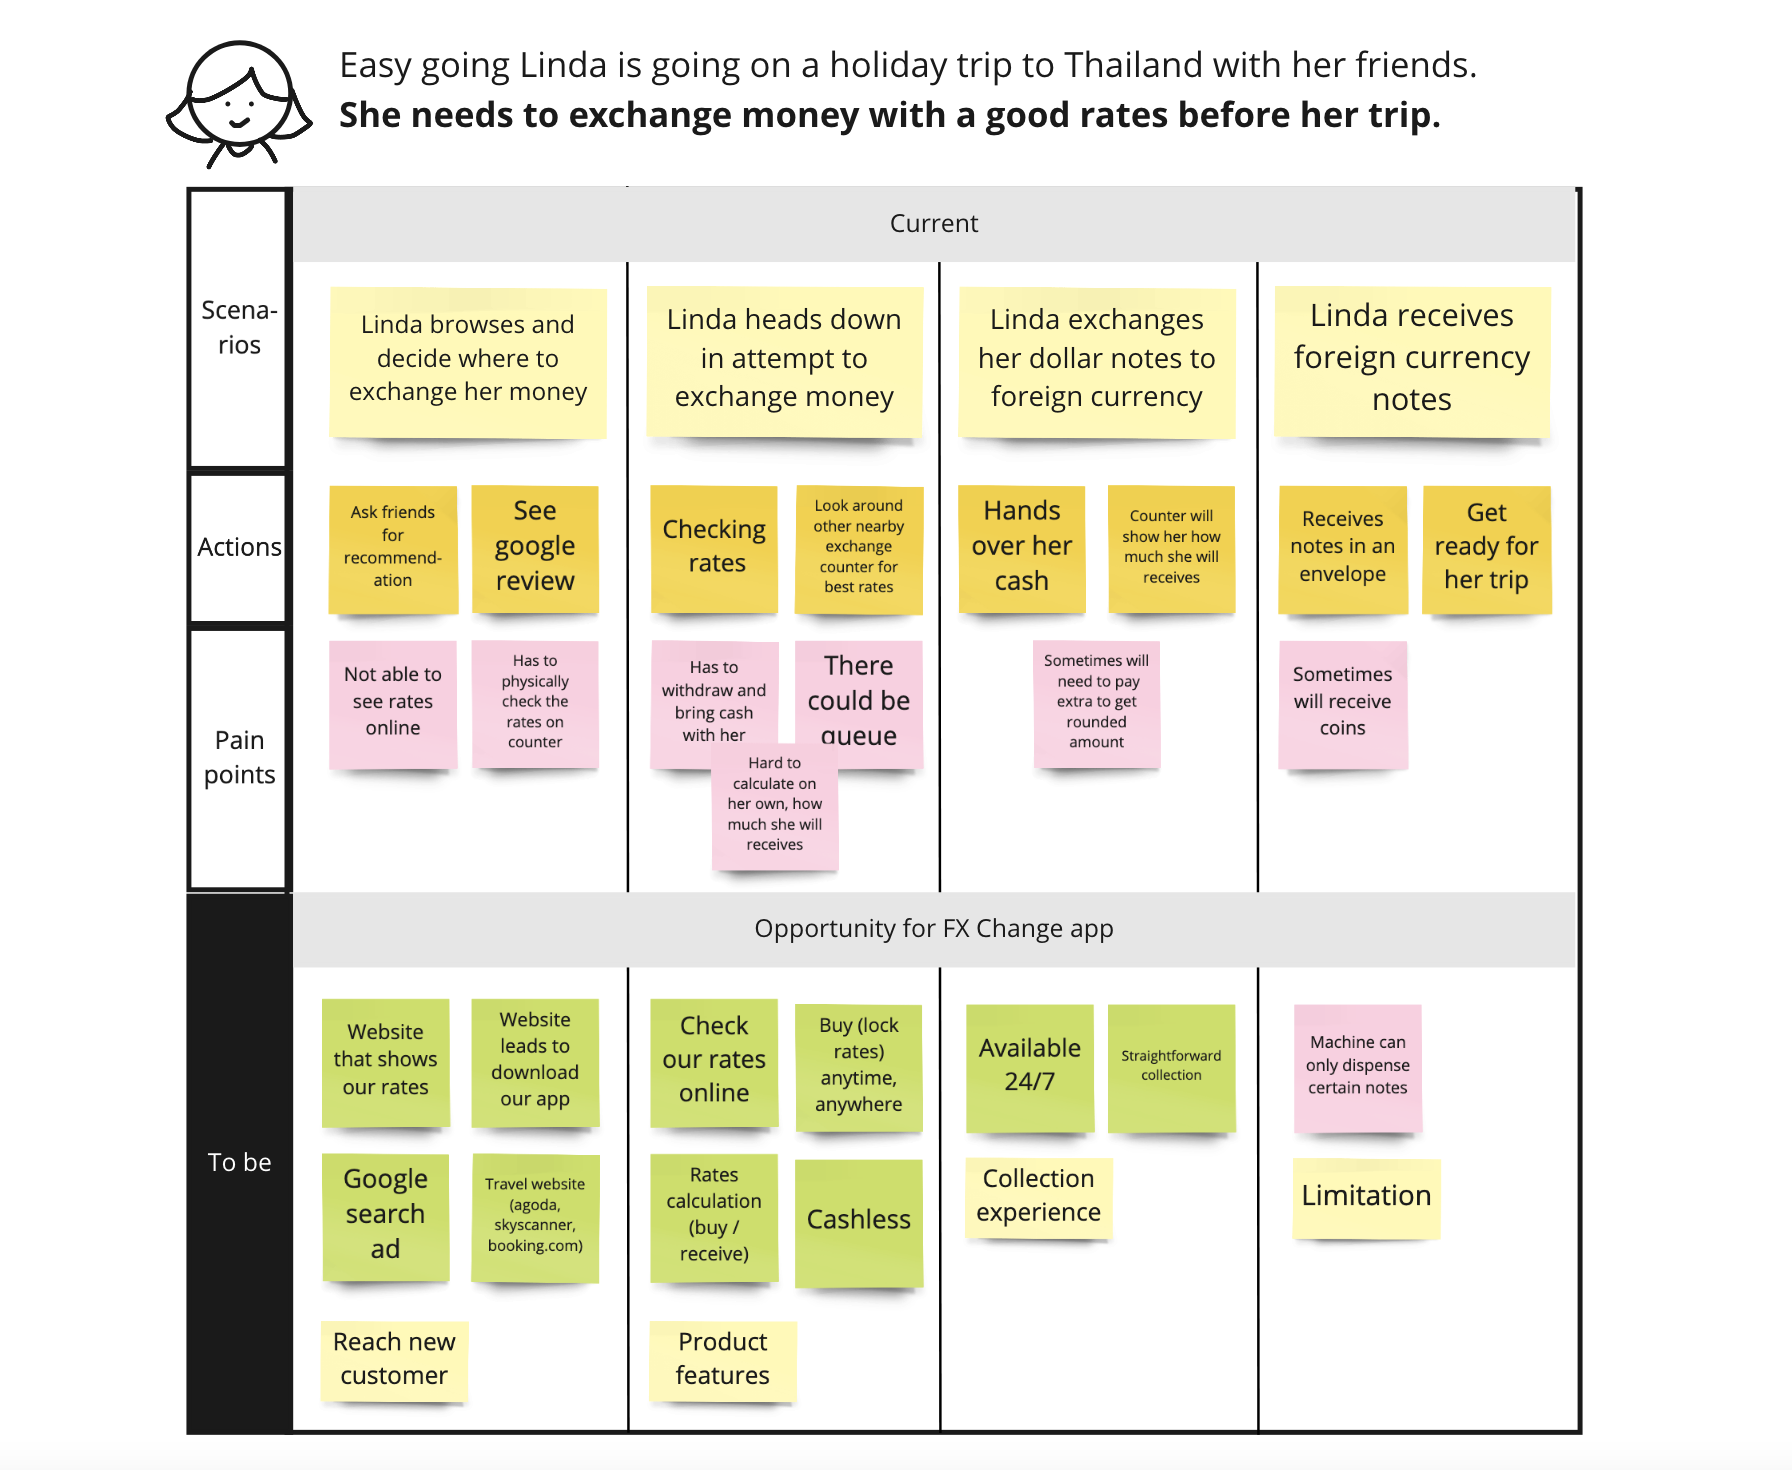 Easy going Linda is going on a holiday trip to Thailand with her friends.
She needs to exchange money with a good rates before her trip.
Current
Scena-
rios
Linda browses and
decide where to
exchange her money
Linda heads down
in attempt to
exchange money
Linda exchanges
her dollar notes to
foreign currency
Linda receives
foreign currency
notes
Actions
Ask friends
for
recommend-
ation
See
google
review
Checking
rates
Look around
other nearby
exchange
counter for
best rates
Hands
over her
cash
Counter will
show her how
much she will
receives
Receives
notes in an
envelope
Get
ready for
her trip
Pain
points
Not able to
see rates
online
Has to
physically
check the
rates on
counter
Has to
withdraw and
bring cash
with her
There
could be
queue
Hard to
calculate on
her own, how
much she will
receives
Sometimes will
need to pay
extra to get
rounded
amount
Sometimes
will receive
coins
Opportunity for FX Change app
To be
Website
that shows
our rates
Website
leads to
download
our app
Google
search
ad
Travel website
(agoda,
skyscanner,
booking.com)
Reach new
customer
Check
our rates
online
Buy (lock
rates)
anytime,
anywhere
Rates
calculation
(buy /
receive)
Cashless
Product
features
Available
24/7
Straightforward
collection
Collection
experience
Machine can
only dispense
certain notes
Limitation